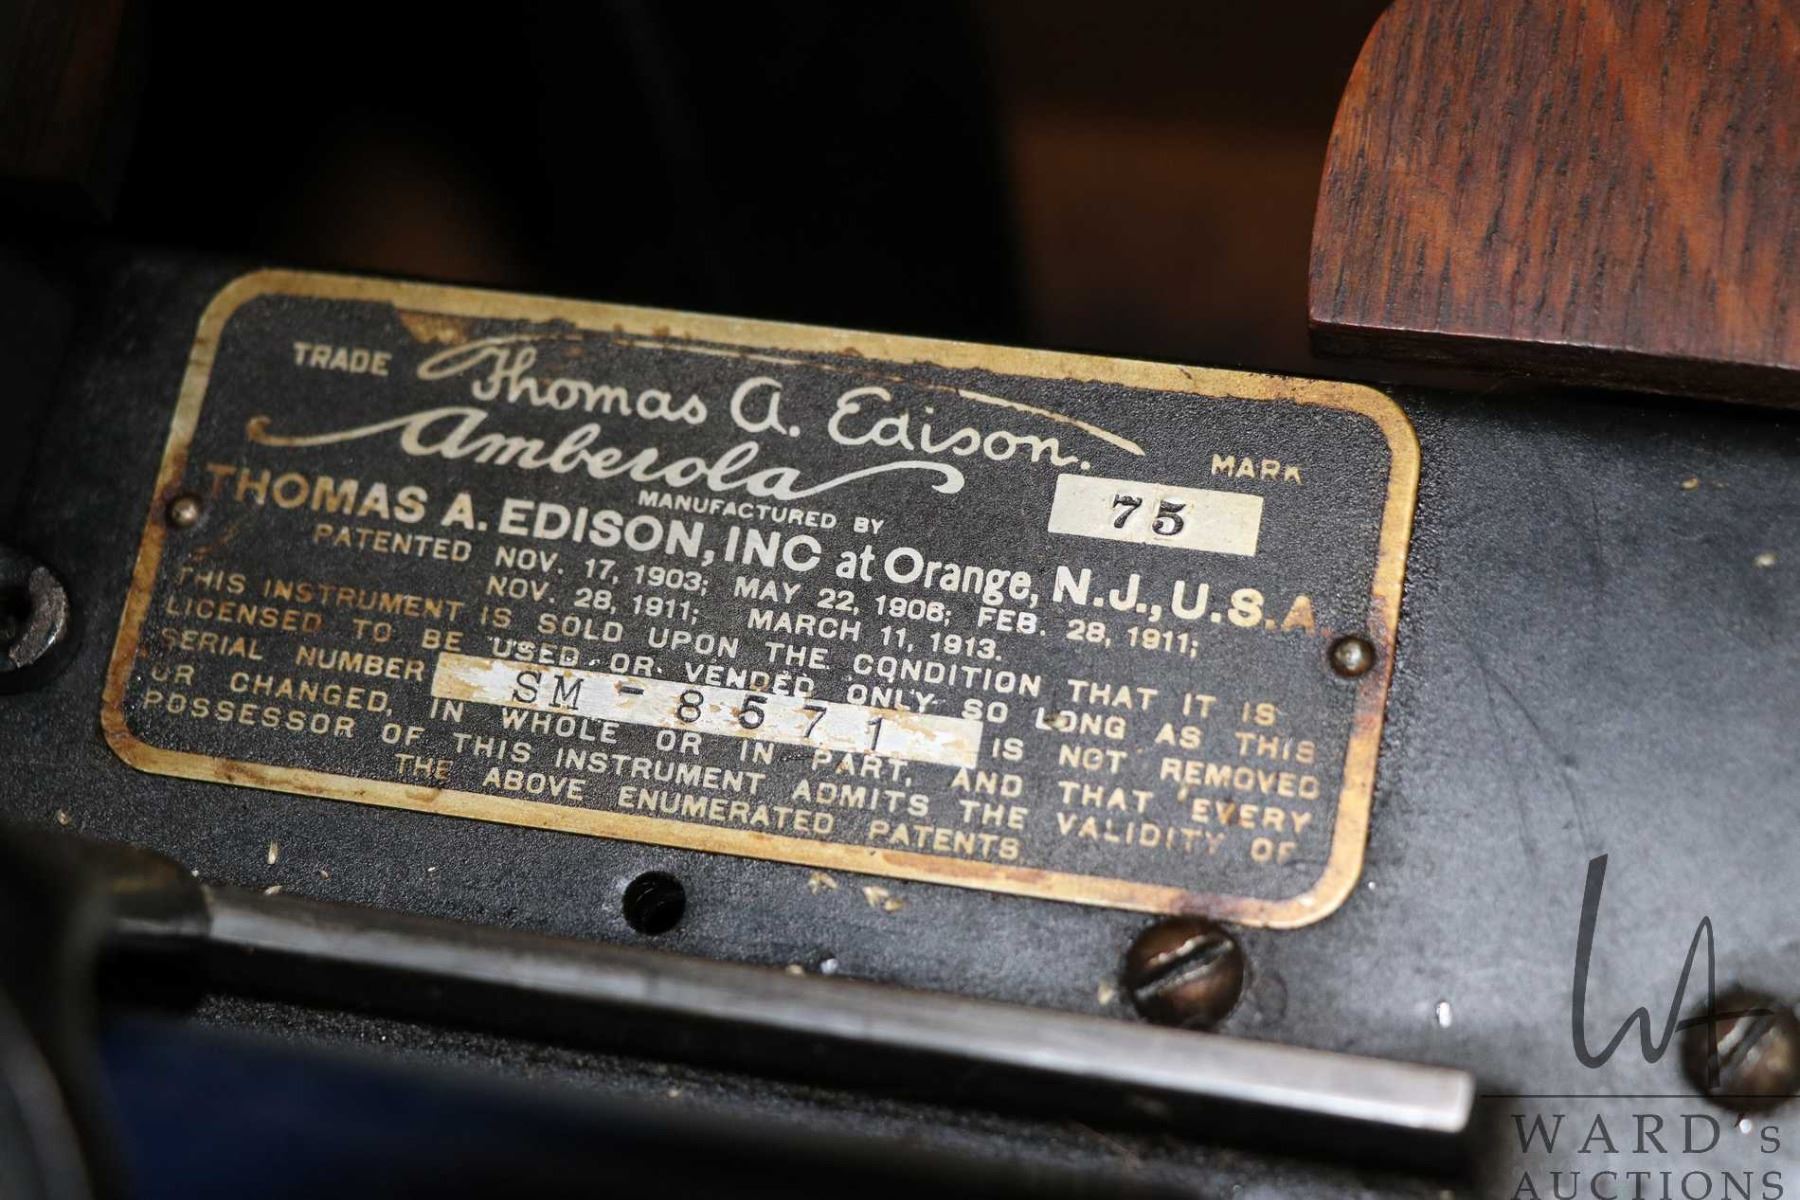 TRADE Thomas A. Edison. MARK
Amberola 75
MANUFACTURED BY
THOMAS A. EDISON, INC at Orange, N.J., U.S.A.
PATENTED NOV. 17, 1903; MAY 22, 1906; FEB. 28, 1911;
NOV. 28, 1911; MARCH 11, 1913.
THIS INSTRUMENT IS SOLD UPON THE CONDITION THAT IT IS
LICENSED TO BE USED OR VENDED ONLY SO LONG AS THIS
SERIAL NUMBER SM-8571 IS NOT REMOVED
OR CHANGED, IN WHOLE OR IN PART, AND THAT EVERY
POSSESSOR OF THIS INSTRUMENT ADMITS THE VALIDITY OF
THE ABOVE ENUMERATED PATENTS
WARD's
AUCTIONS